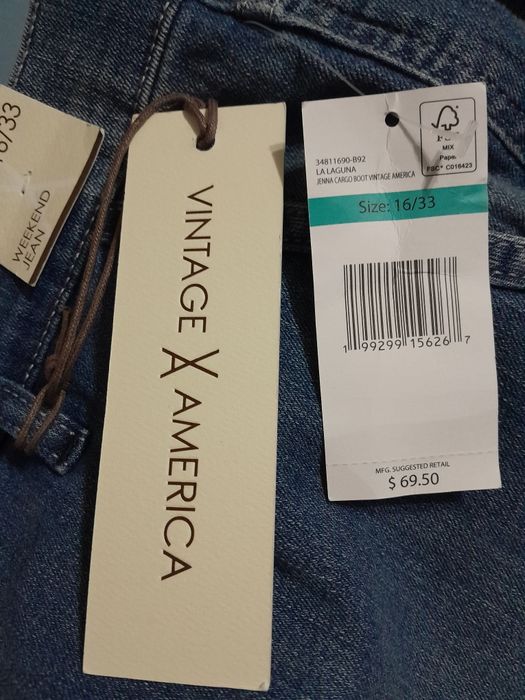 16/33
WEEKEND
JEAN
VINTAGE AMERICA
34811690-B92
LA LAGUNA
JENNA CARGO BOOT VINTAGE AMERICA
MIX
FSC® C016423
Size: 16/33
1 99299 15626 7
MFG. SUGGESTED RETAIL
$ 69.50